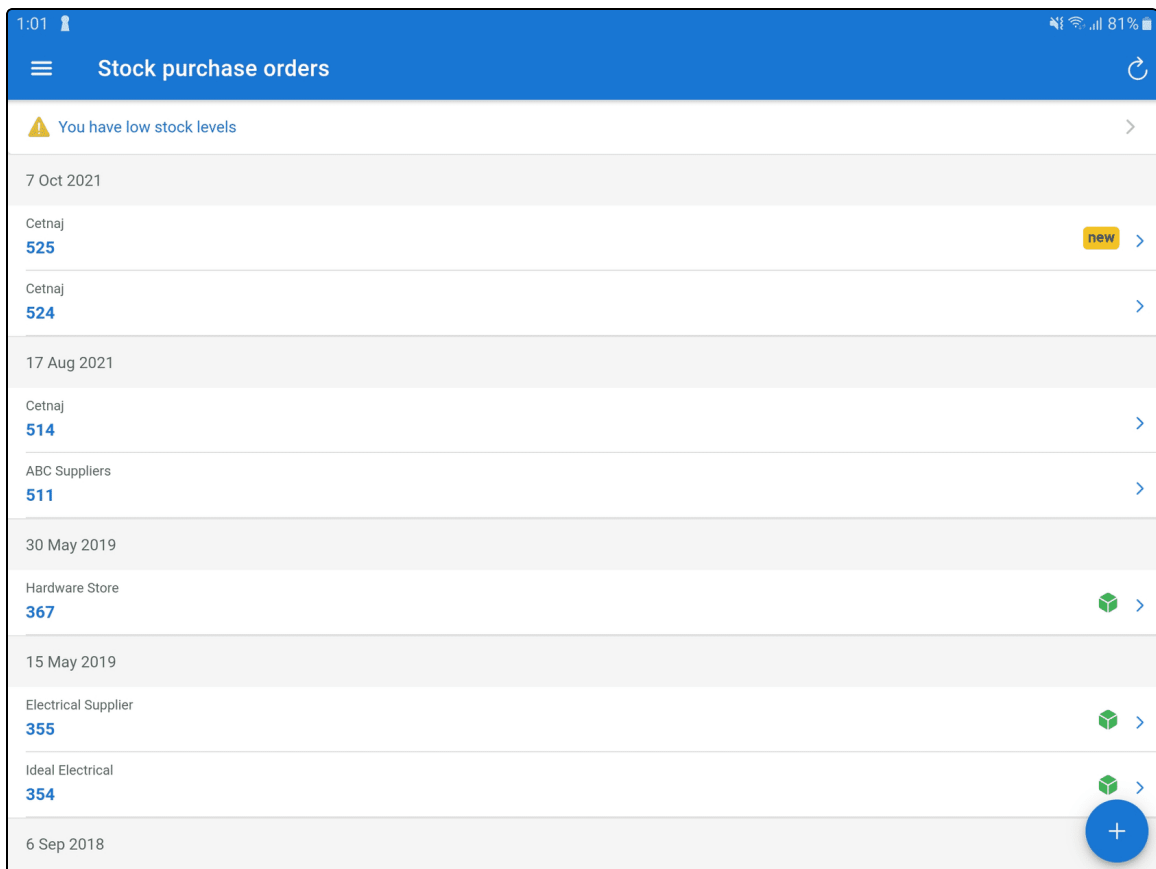 1:01
81%
Stock purchase orders
You have low stock levels
7 Oct 2021
Cetnaj
525
new
Cetnaj
524
17 Aug 2021
Cetnaj
514
ABC Suppliers
511
30 May 2019
Hardware Store
367
15 May 2019
Electrical Supplier
355
Ideal Electrical
354
6 Sep 2018